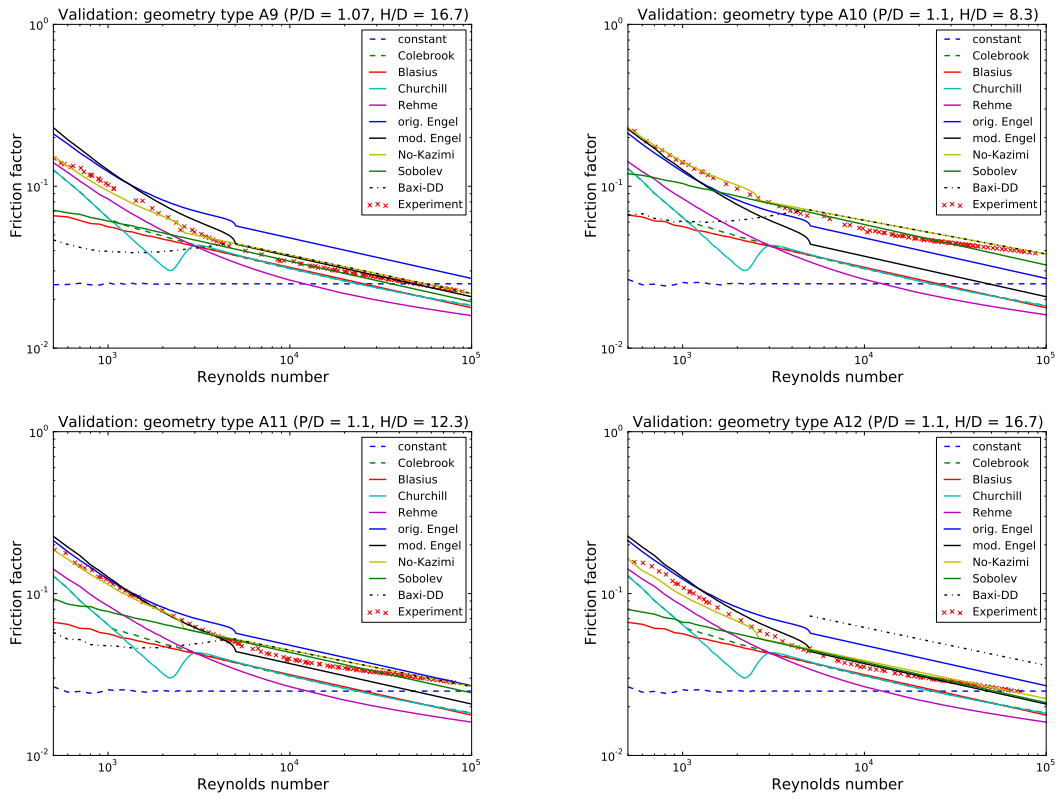 Validation: geometry type A9 (P/D = 1.07, H/D = 16.7)
10^0
10^-1
10^-2
Friction factor
constant
Colebrook
Blasius
Churchill
Rehme
orig. Engel
mod. Engel
No-Kazimi
Sobolev
Baxi-DD
Experiment
10^3
10^4
10^5
Reynolds number
Validation: geometry type A10 (P/D = 1.1, H/D = 8.3)
10^0
10^-1
10^-2
Friction factor
constant
Colebrook
Blasius
Churchill
Rehme
orig. Engel
mod. Engel
No-Kazimi
Sobolev
Baxi-DD
Experiment
10^3
10^4
10^5
Reynolds number
Validation: geometry type A11 (P/D = 1.1, H/D = 12.3)
10^0
10^-1
10^-2
Friction factor
constant
Colebrook
Blasius
Churchill
Rehme
orig. Engel
mod. Engel
No-Kazimi
Sobolev
Baxi-DD
Experiment
10^3
10^4
10^5
Reynolds number
Validation: geometry type A12 (P/D = 1.1, H/D = 16.7)
10^0
10^-1
10^-2
Friction factor
constant
Colebrook
Blasius
Churchill
Rehme
orig. Engel
mod. Engel
No-Kazimi
Sobolev
Baxi-DD
Experiment
10^3
10^4
10^5
Reynolds number